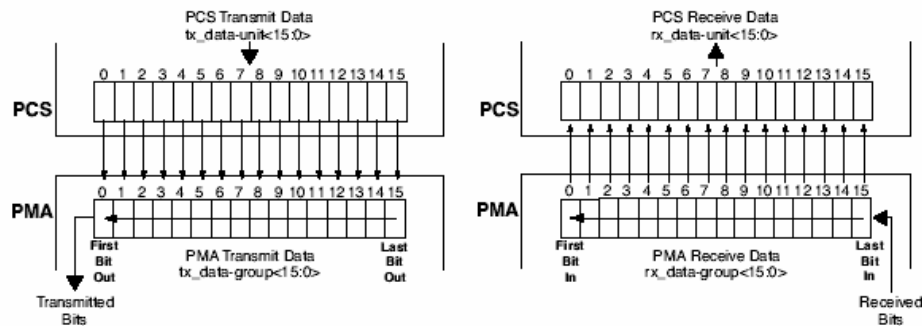 PCS Transmit Data
tx_data-unit<15:0>
0 1 2 3 4 5 6 7 8 9 10 11 12 13 14 15
PCS
0 1 2 3 4 5 6 7 8 9 10 11 12 13 14 15
PMA
First
Bit
Out
PMA Transmit Data
tx_data-group<15:0>
Last
Bit
Out
Transmitted
Bits
PCS Receive Data
rx_data-unit<15:0>
0 1 2 3 4 5 6 7 8 9 10 11 12 13 14 15
PCS
0 1 2 3 4 5 6 7 8 9 10 11 12 13 14 15
PMA
First
Bit
In
PMA Receive Data
rx_data-group<15:0>
Last
Bit
In
Received
Bits